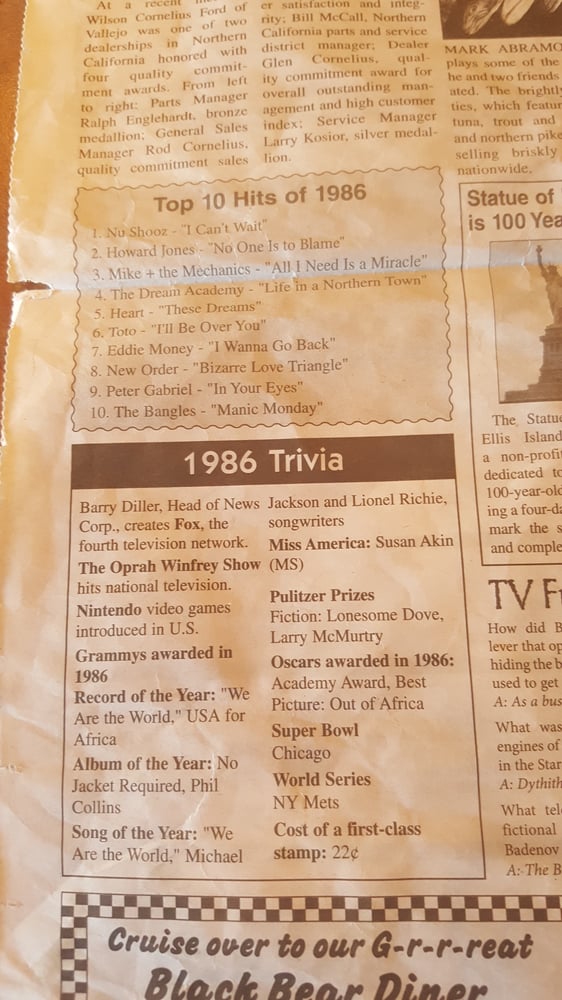 At a recent
Wilson Cornelius Ford of
Vallejo was one of two
dealerships in Northern
California honored with
four quality commit-
ment awards. From left
to right: Parts Manager
Ralph Englehardt, bronze
medallion; General Sales
Manager Rod Cornelius,
quality commitment sales
er satisfaction and integ-
rity; Bill McCall, Northern
California parts and service
district manager; Dealer
Glen Cornelius, qual-
ity commitment award for
overall outstanding man-
agement and high customer
index; Service Manager
Larry Kosior, silver medal-
lion.
MARK ABRAMO
plays some of the
he and two friends
ated. The brightly
ties, which featur
tuna, trout and
and northern pike
selling briskly
nationwide.
Top 10 Hits of 1986
1. Nu Shooz - "I Can't Wait"
2. Howard Jones - "No One Is to Blame"
3. Mike + the Mechanics - "All I Need Is a Miracle"
4. The Dream Academy - "Life in a Northern Town"
5. Heart - "These Dreams"
6. Toto - "I'll Be Over You"
7. Eddie Money - "I Wanna Go Back"
8. New Order - "Bizarre Love Triangle"
9. Peter Gabriel - "In Your Eyes"
10. The Bangles - "Manic Monday"
Statue of
is 100 Yea
The Statue
Ellis Island
a non-profi
dedicated to
100-year-old
ing a four-da
mark the s
and comple
1986 Trivia
Barry Diller, Head of News
Corp., creates Fox, the
fourth television network.
The Oprah Winfrey Show
hits national television.
Nintendo video games
introduced in U.S.
Grammys awarded in
1986
Record of the Year: "We
Are the World," USA for
Africa
Album of the Year: No
Jacket Required, Phil
Collins
Song of the Year: "We
Are the World," Michael
Jackson and Lionel Richie,
songwriters
Miss America: Susan Akin
(MS)
Pulitzer Prizes
Fiction: Lonesome Dove,
Larry McMurtry
Oscars awarded in 1986:
Academy Award, Best
Picture: Out of Africa
Super Bowl
Chicago
World Series
NY Mets
Cost of a first-class
stamp: 22¢
TV F
How did B
lever that op
hiding the b
used to get
A: As a bus
What was
engines of
in the Star
A: Dythith
What tele
fictional
Badenov
A: The B
Cruise over to our G-r-r-reat
Black Bear Diner